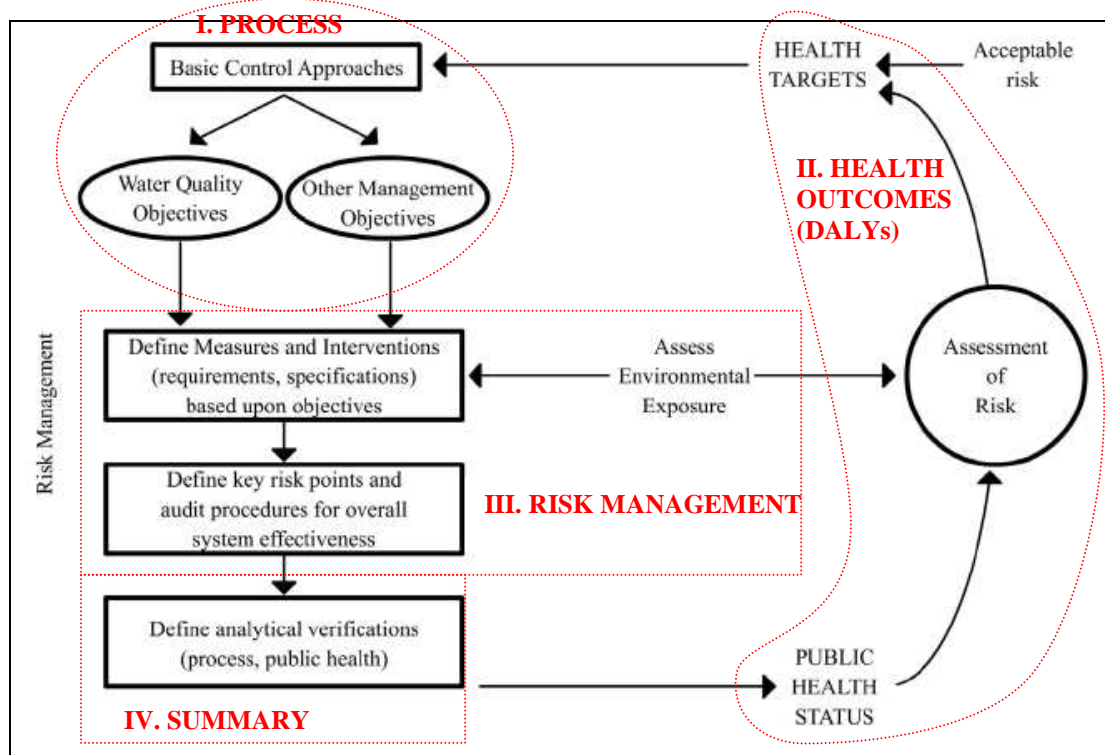 I. PROCESS
Basic Control Approaches
HEALTH
TARGETS
Acceptable
risk
Water Quality
Objectives
Other Management
Objectives
II. HEALTH
OUTCOMES
(DALYs)
Risk Management
Define Measures and Interventions
(requirements, specifications)
based upon objectives
Assess
Environmental
Exposure
Assessment
of
Risk
Define key risk points and
audit procedures for overall
system effectiveness
III. RISK MANAGEMENT
Define analytical verifications
(process, public health)
PUBLIC
HEALTH
STATUS
IV. SUMMARY